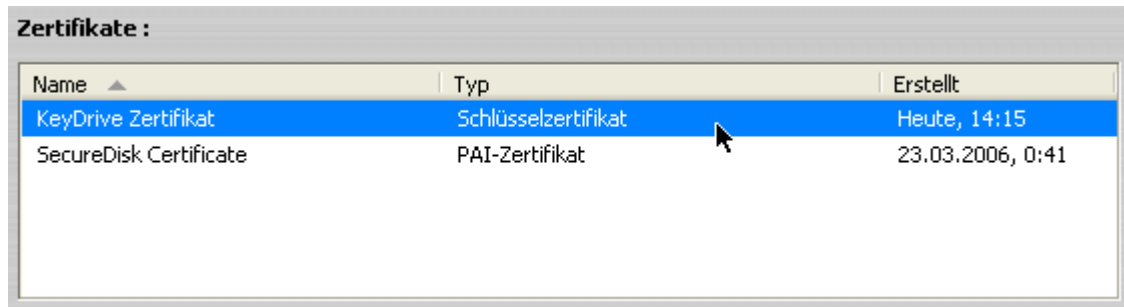 Zertifikate :
Name Typ Erstellt
KeyDrive Zertifikat Schlüsselzertifikat Heute, 14:15
SecureDisk Certificate PAI-Zertifikat 23.03.2006, 0:41